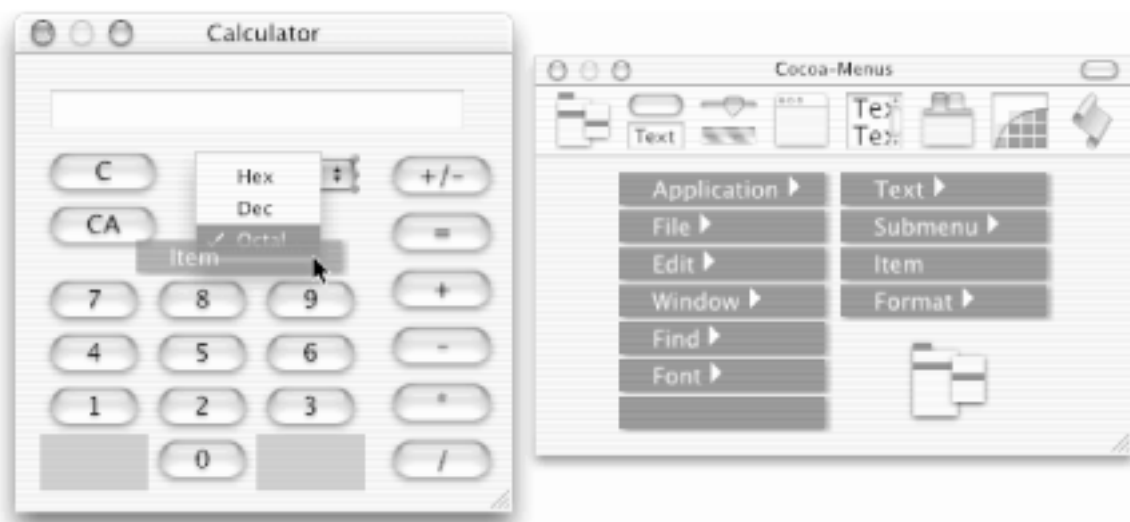 Calculator
C
Hex
Dec
✓ Octal
Item
+/-
CA
=
7 8 9 +
4 5 6 -
1 2 3 *
0 /
Cocoa-Menus
Text
Tex
Tex
Application
File
Edit
Window
Find
Font
Text
Submenu
Item
Format